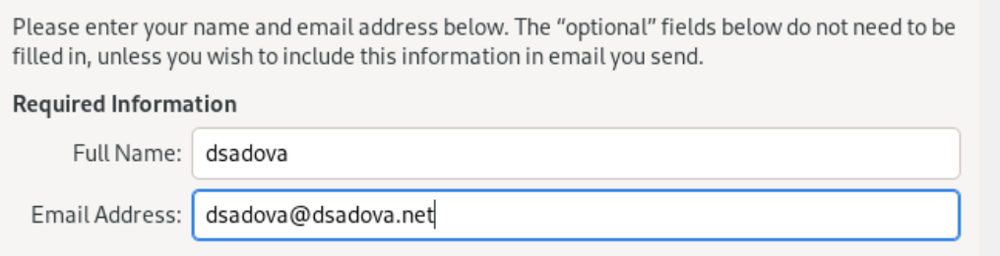 Please enter your name and email address below. The “optional” fields below do not need to be
filled in, unless you wish to include this information in email you send.
Required Information
Full Name: dsadova
Email Address: dsadova@dsadova.net